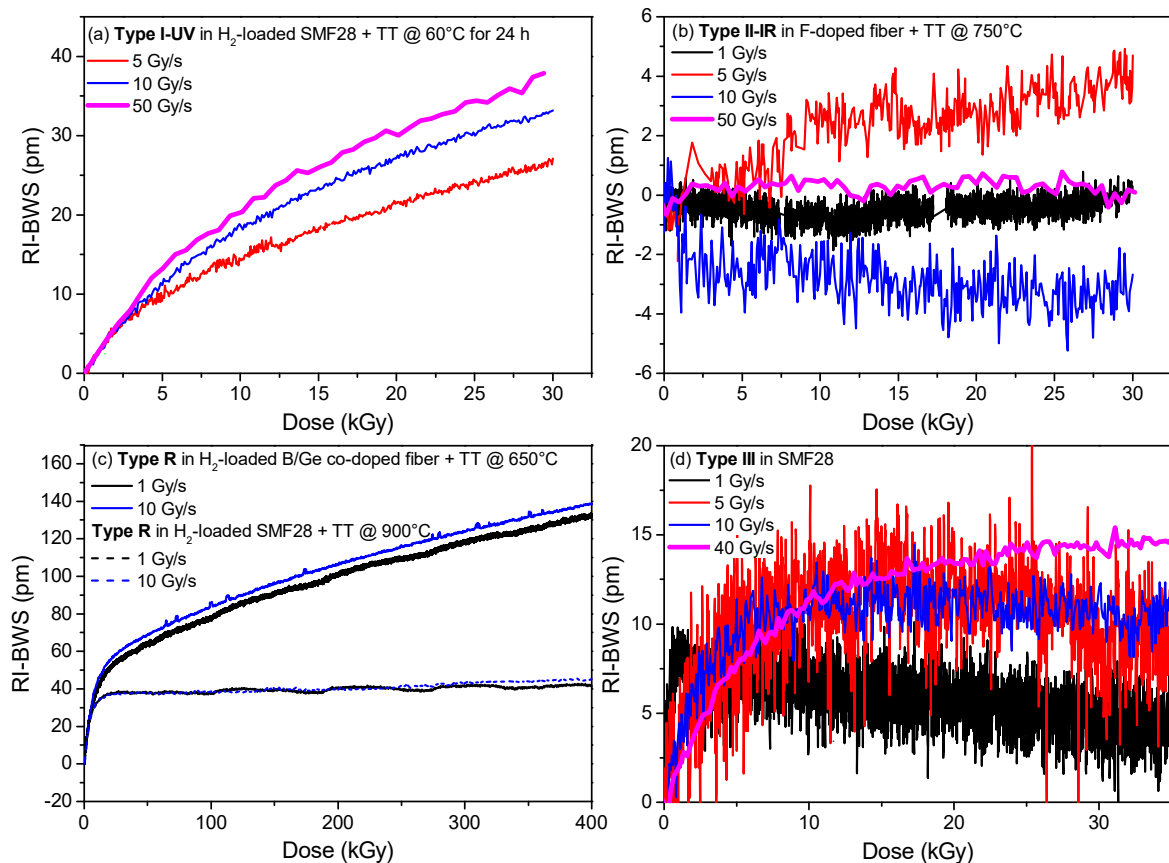 (a) Type I-UV in H₂-loaded SMF28 + TT @ 60°C for 24 h
5 Gy/s
10 Gy/s
50 Gy/s
40
30
20
10
0
RI-BWS (pm)
0 5 10 15 20 25 30
Dose (kGy)
(b) Type II-IR in F-doped fiber + TT @ 750°C
1 Gy/s
5 Gy/s
10 Gy/s
50 Gy/s
6
4
2
0
-2
-4
-6
RI-BWS (pm)
0 5 10 15 20 25 30
Dose (kGy)
(c) Type R in H₂-loaded B/Ge co-doped fiber + TT @ 650°C
1 Gy/s
10 Gy/s
Type R in H₂-loaded SMF28 + TT @ 900°C
1 Gy/s
10 Gy/s
160
140
120
100
80
60
40
20
0
-20
RI-BWS (pm)
0 100 200 300 400
Dose (kGy)
(d) Type III in SMF28
1 Gy/s
5 Gy/s
10 Gy/s
40 Gy/s
20
15
10
5
0
RI-BWS (pm)
0 10 20 30
Dose (kGy)